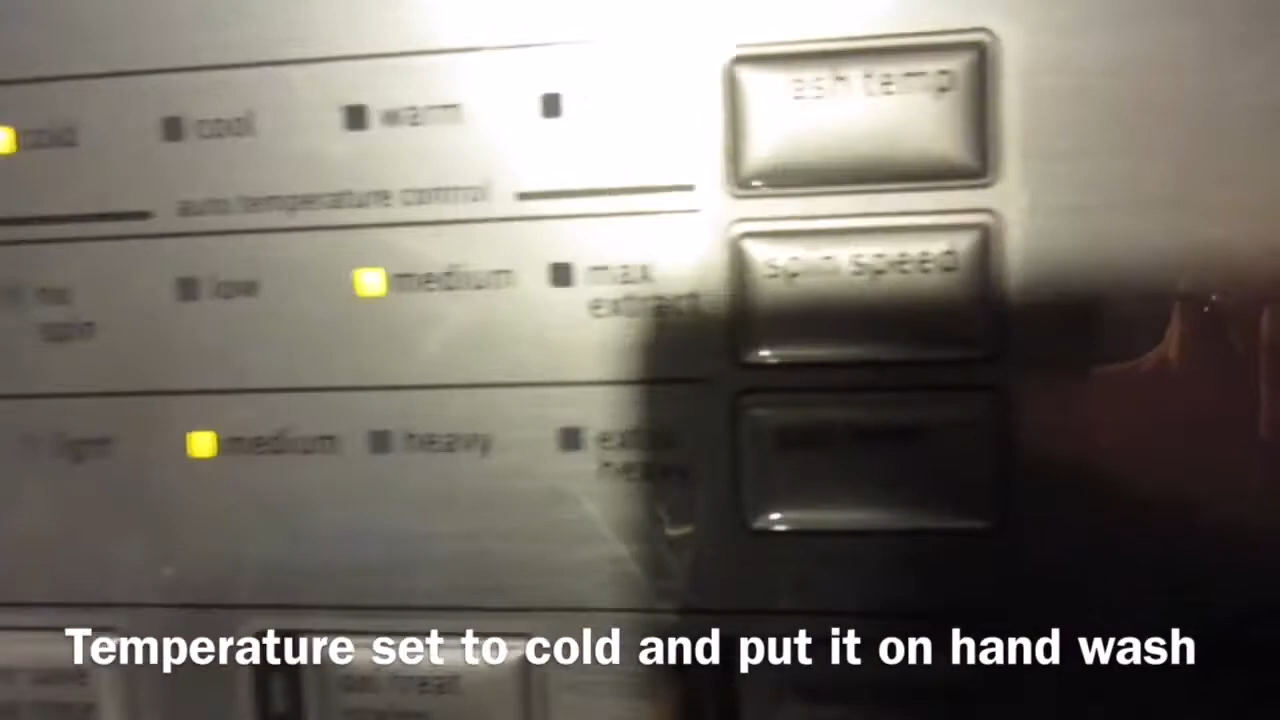 cold cool warm
ash temp
auto temperature control
no spin low medium max extract
spin speed
light medium heavy extra heavy
Temperature set to cold and put it on hand wash